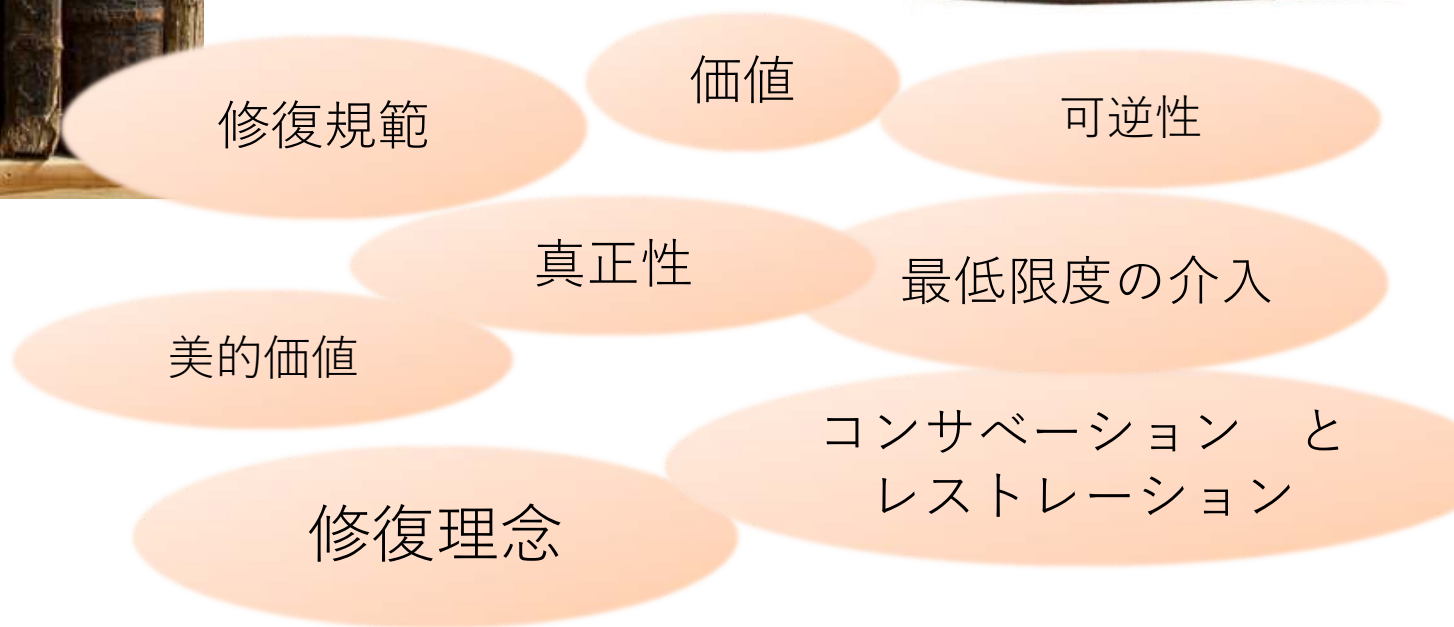 修復規範
価値
可逆性
真正性
最低限度の介入
美的価値
コンサベーション　と
レストレーション
修復理念